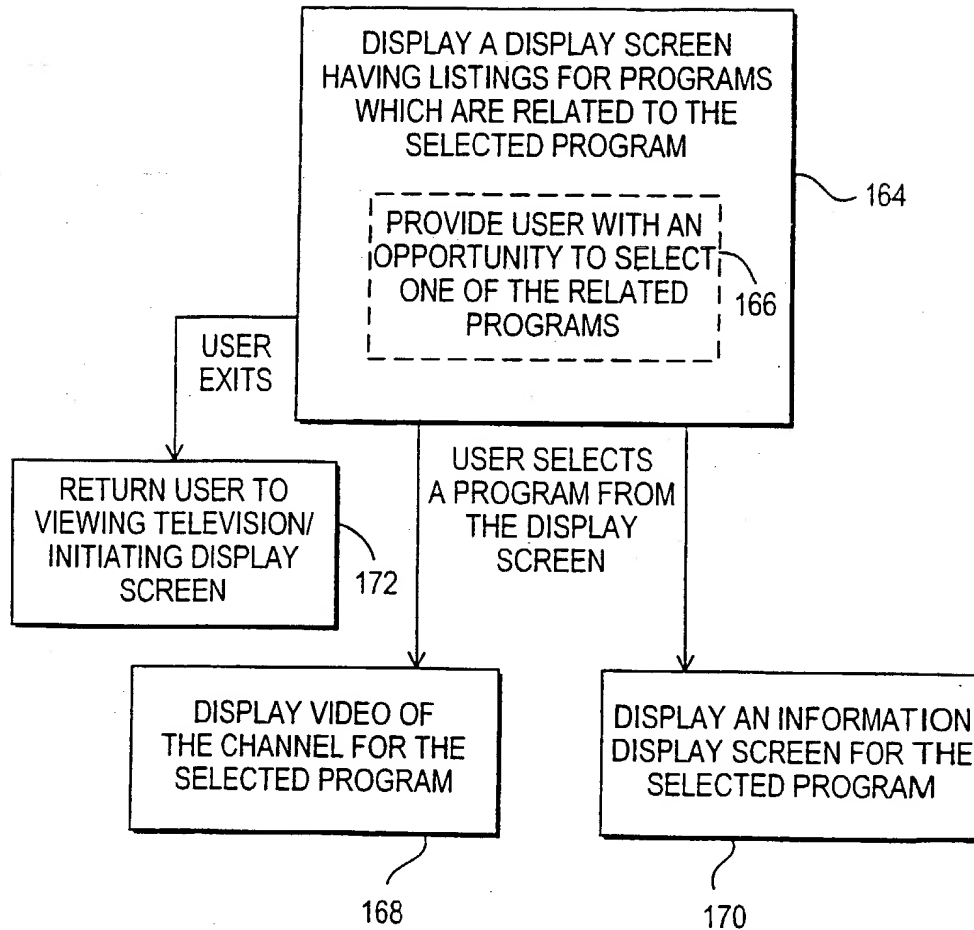 DISPLAY A DISPLAY SCREEN
HAVING LISTINGS FOR PROGRAMS
WHICH ARE RELATED TO THE
SELECTED PROGRAM
164
PROVIDE USER WITH AN
OPPORTUNITY TO SELECT
ONE OF THE RELATED
PROGRAMS
166
USER
EXITS
USER SELECTS
A PROGRAM FROM
THE DISPLAY
SCREEN
RETURN USER TO
VIEWING TELEVISION/
INITIATING DISPLAY
SCREEN
172
DISPLAY VIDEO OF
THE CHANNEL FOR THE
SELECTED PROGRAM
168
DISPLAY AN INFORMATION
DISPLAY SCREEN FOR THE
SELECTED PROGRAM
170